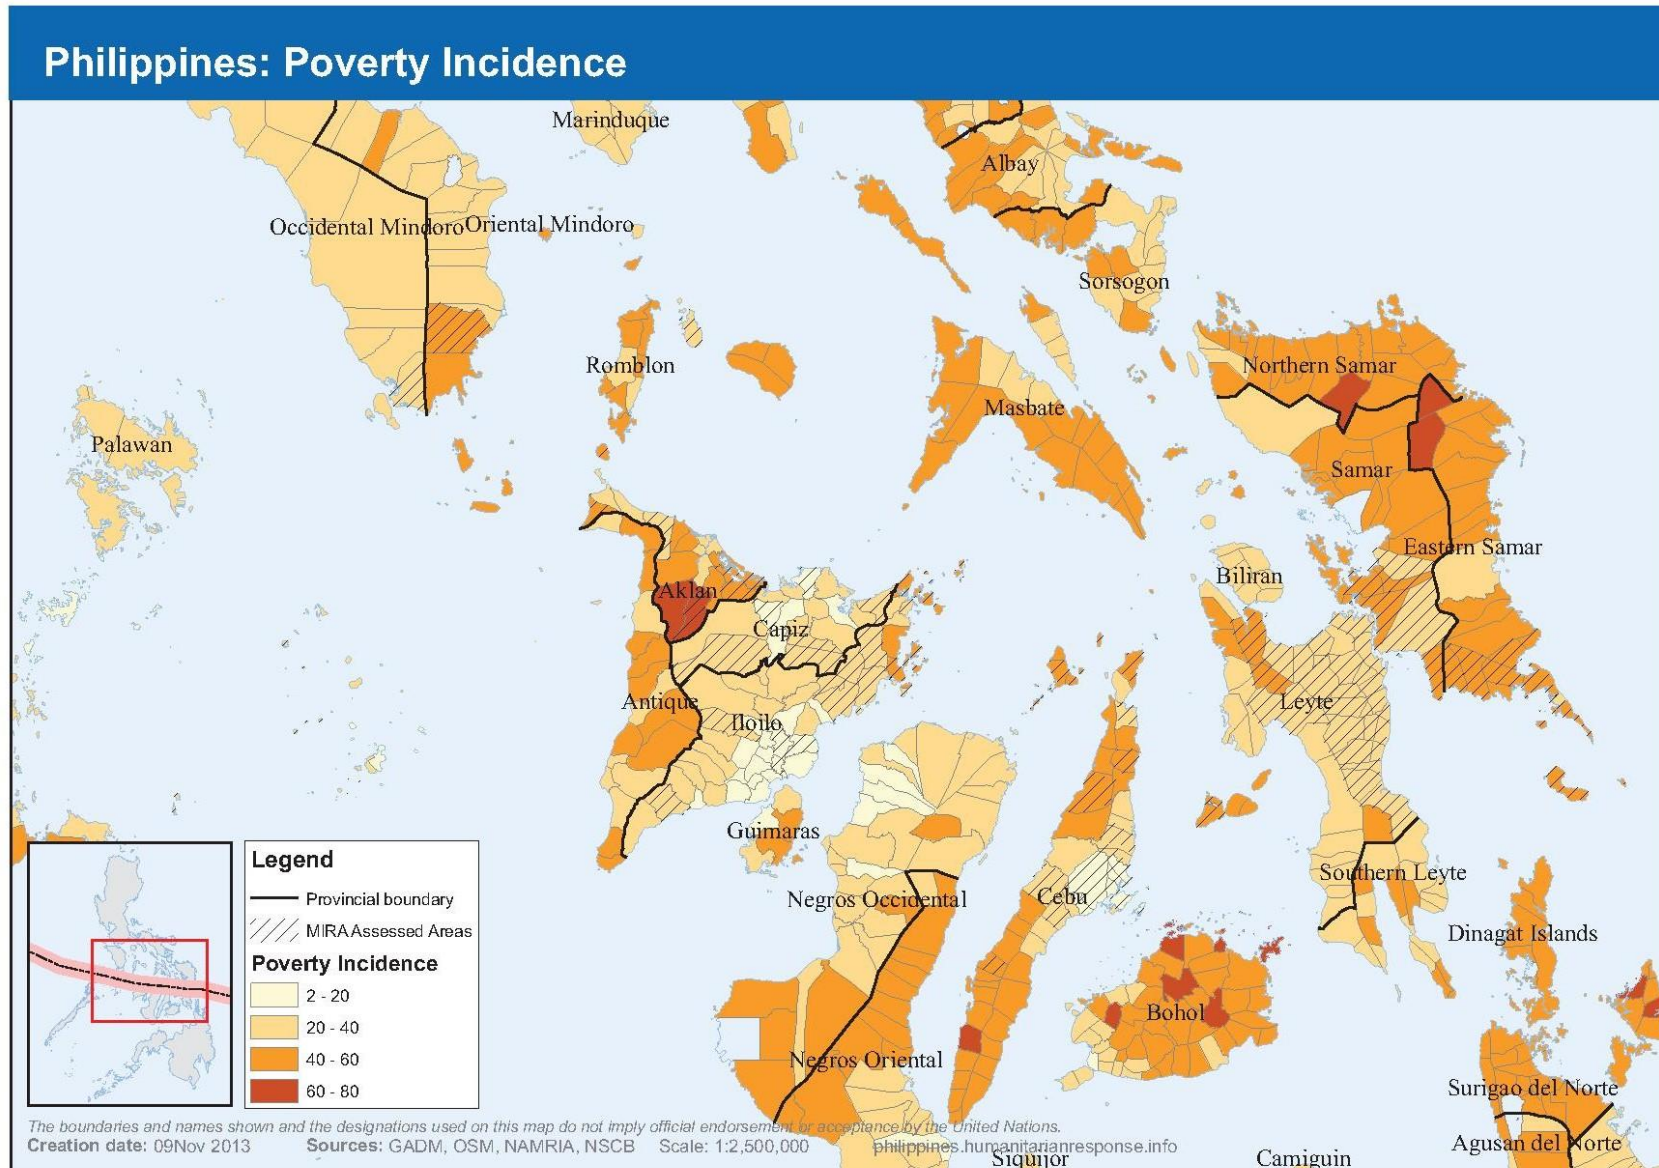 Philippines: Poverty Incidence
Marinduque
Albay
Occidental Mindoro
Oriental Mindoro
Sorsogon
Romblon
Northern Samar
Masbate
Palawan
Samar
Eastern Samar
Biliran
Aklan
Capiz
Antique
Iloilo
Leyte
Guimaras
Negros Occidental
Cebu
Southern Leyte
Dinagat Islands
Bohol
Negros Oriental
Surigao del Norte
Agusan del Norte
Siquijor
Camiguin
Legend
Provincial boundary
MIRA Assessed Areas
Poverty Incidence
2 - 20
20 - 40
40 - 60
60 - 80
The boundaries and names shown and the designations used on this map do not imply official endorsement or acceptance by the United Nations.
Creation date: 09Nov 2013 Sources: GADM, OSM, NAMRIA, NSCB Scale: 1:2,500,000 philippines.humanitarianresponse.info